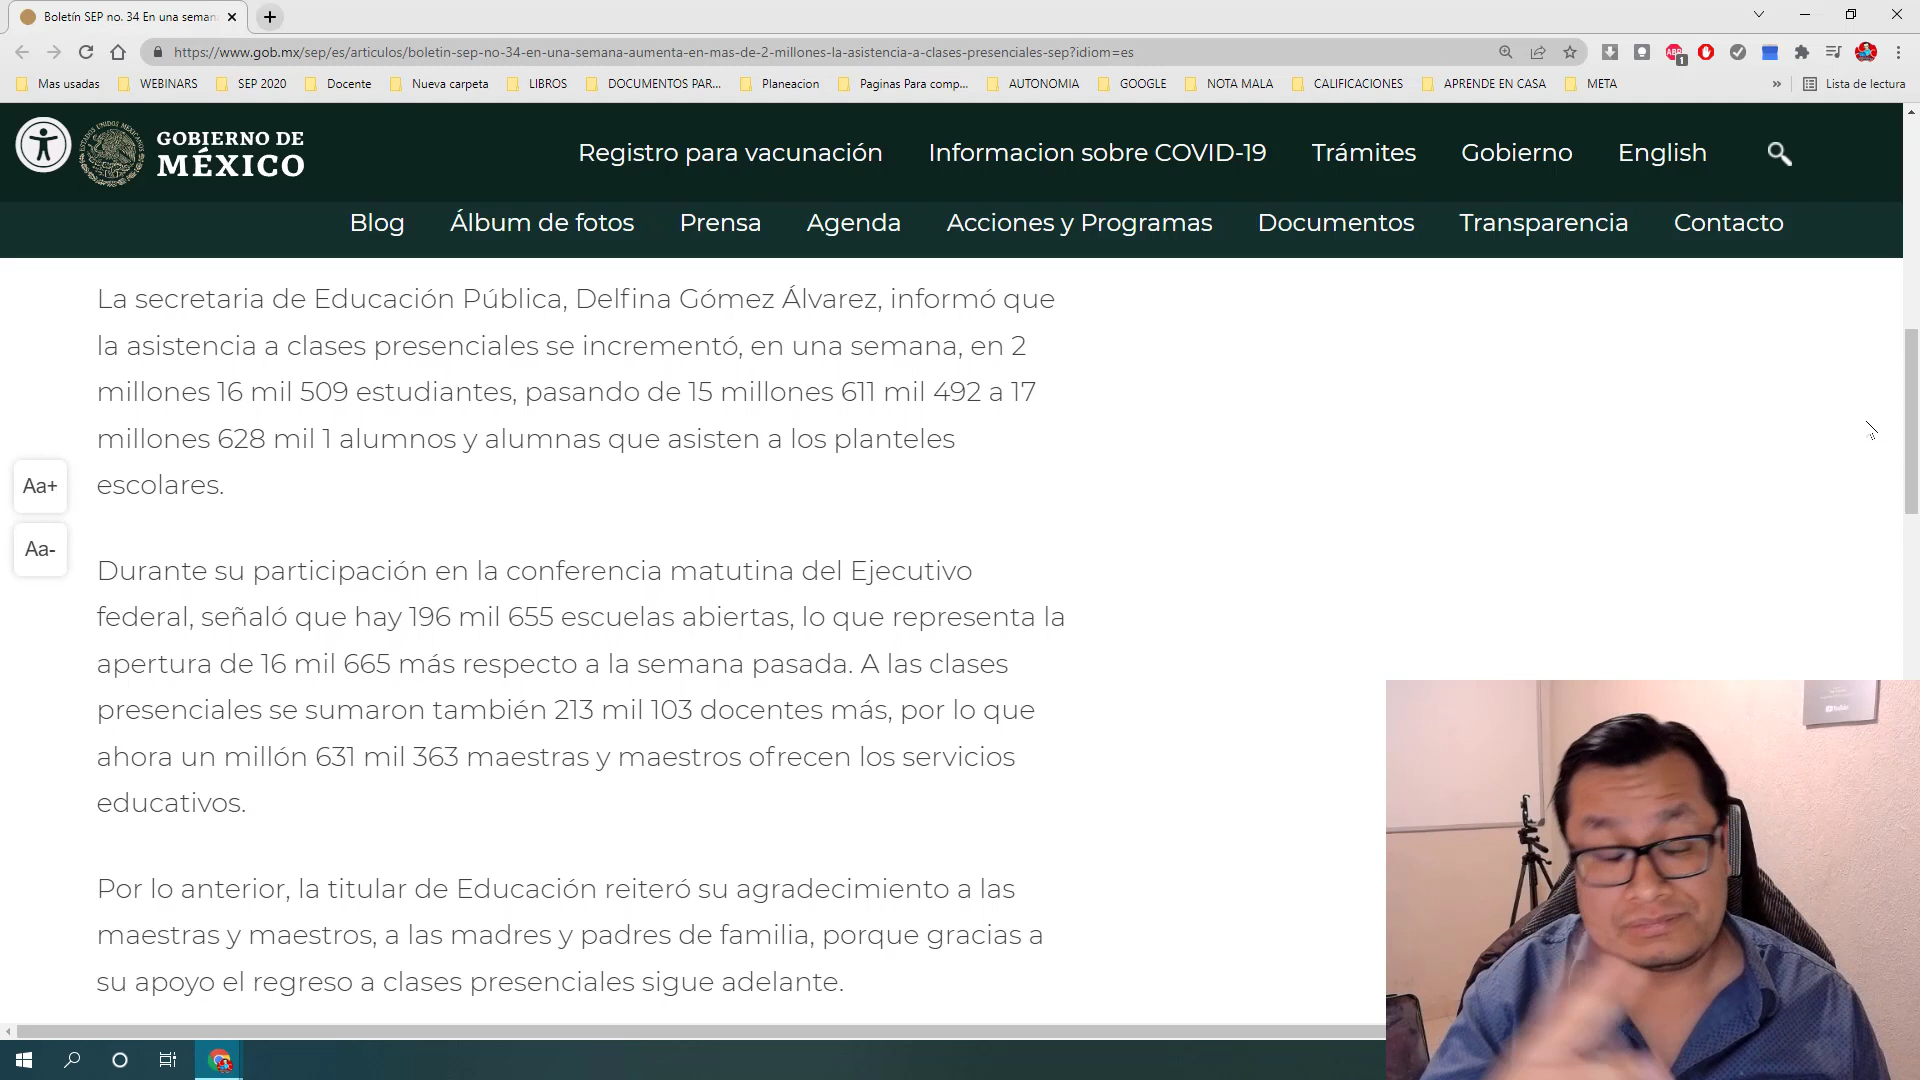 Boletín SEP no. 34 En una seman
https://www.gob.mx/sep/es/articulos/boletin-sep-no-34-en-una-semana-aumenta-en-mas-de-2-millones-la-asistencia-a-clases-presenciales-sep?idiom=es
ABP
1
Mas usadas
WEBINARS
SEP 2020
Docente
Nueva carpeta
LIBROS
DOCUMENTOS PAR...
Planeacion
Paginas Para comp...
AUTONOMIA
GOOGLE
NOTA MALA
CALIFICACIONES
APRENDE EN CASA
META
»
Lista de lectura
GOBIERNO DE
MÉXICO
Registro para vacunación
Informacion sobre COVID-19
Trámites
Gobierno
English
Blog
Álbum de fotos
Prensa
Agenda
Acciones y Programas
Documentos
Transparencia
Contacto
La secretaria de Educación Pública, Delfina Gómez Álvarez, informó que
la asistencia a clases presenciales se incrementó, en una semana, en 2
millones 16 mil 509 estudiantes, pasando de 15 millones 611 mil 492 a 17
millones 628 mil 1 alumnos y alumnas que asisten a los planteles
escolares.
Aa+
Aa-
Durante su participación en la conferencia matutina del Ejecutivo
federal, señaló que hay 196 mil 655 escuelas abiertas, lo que representa la
apertura de 16 mil 665 más respecto a la semana pasada. A las clases
presenciales se sumaron también 213 mil 103 docentes más, por lo que
ahora un millón 631 mil 363 maestras y maestros ofrecen los servicios
educativos.
Por lo anterior, la titular de Educación reiteró su agradecimiento a las
maestras y maestros, a las madres y padres de familia, porque gracias a
su apoyo el regreso a clases presenciales sigue adelante.